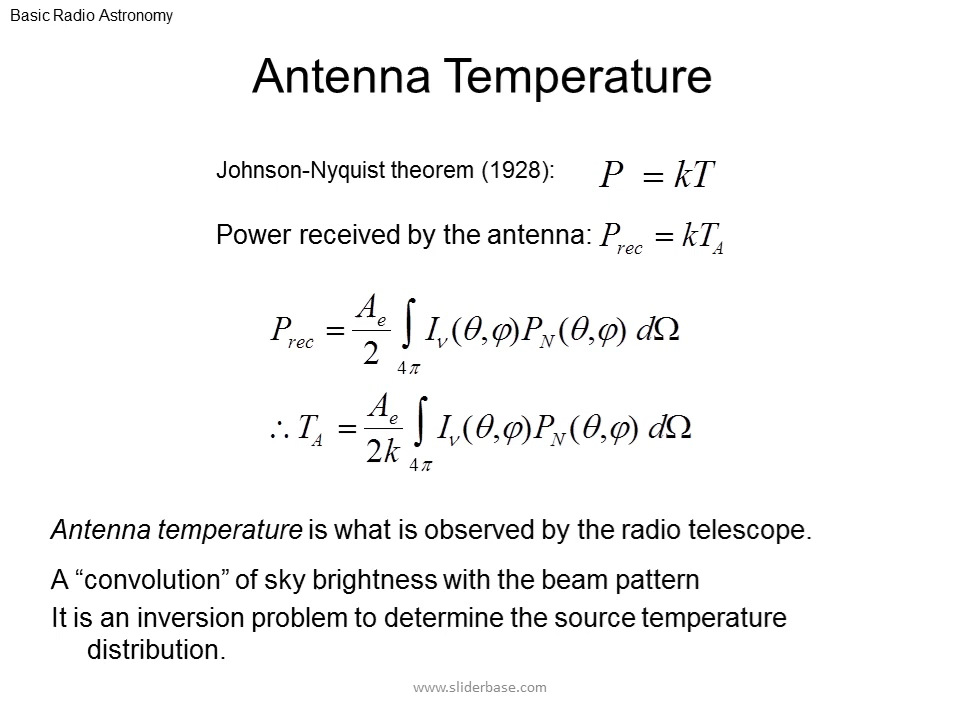 Basic Radio Astronomy
Antenna Temperature
Johnson-Nyquist theorem (1928): P = kT
Power received by the antenna: P_rec = kT_A
P_rec = A_e/2 ∫_4π I_ν(θ,φ)P_N(θ,φ) dΩ
∴ T_A = A_e/2k ∫_4π I_ν(θ,φ)P_N(θ,φ) dΩ
Antenna temperature is what is observed by the radio telescope.
A “convolution” of sky brightness with the beam pattern
It is an inversion problem to determine the source temperature
distribution.
www.sliderbase.com